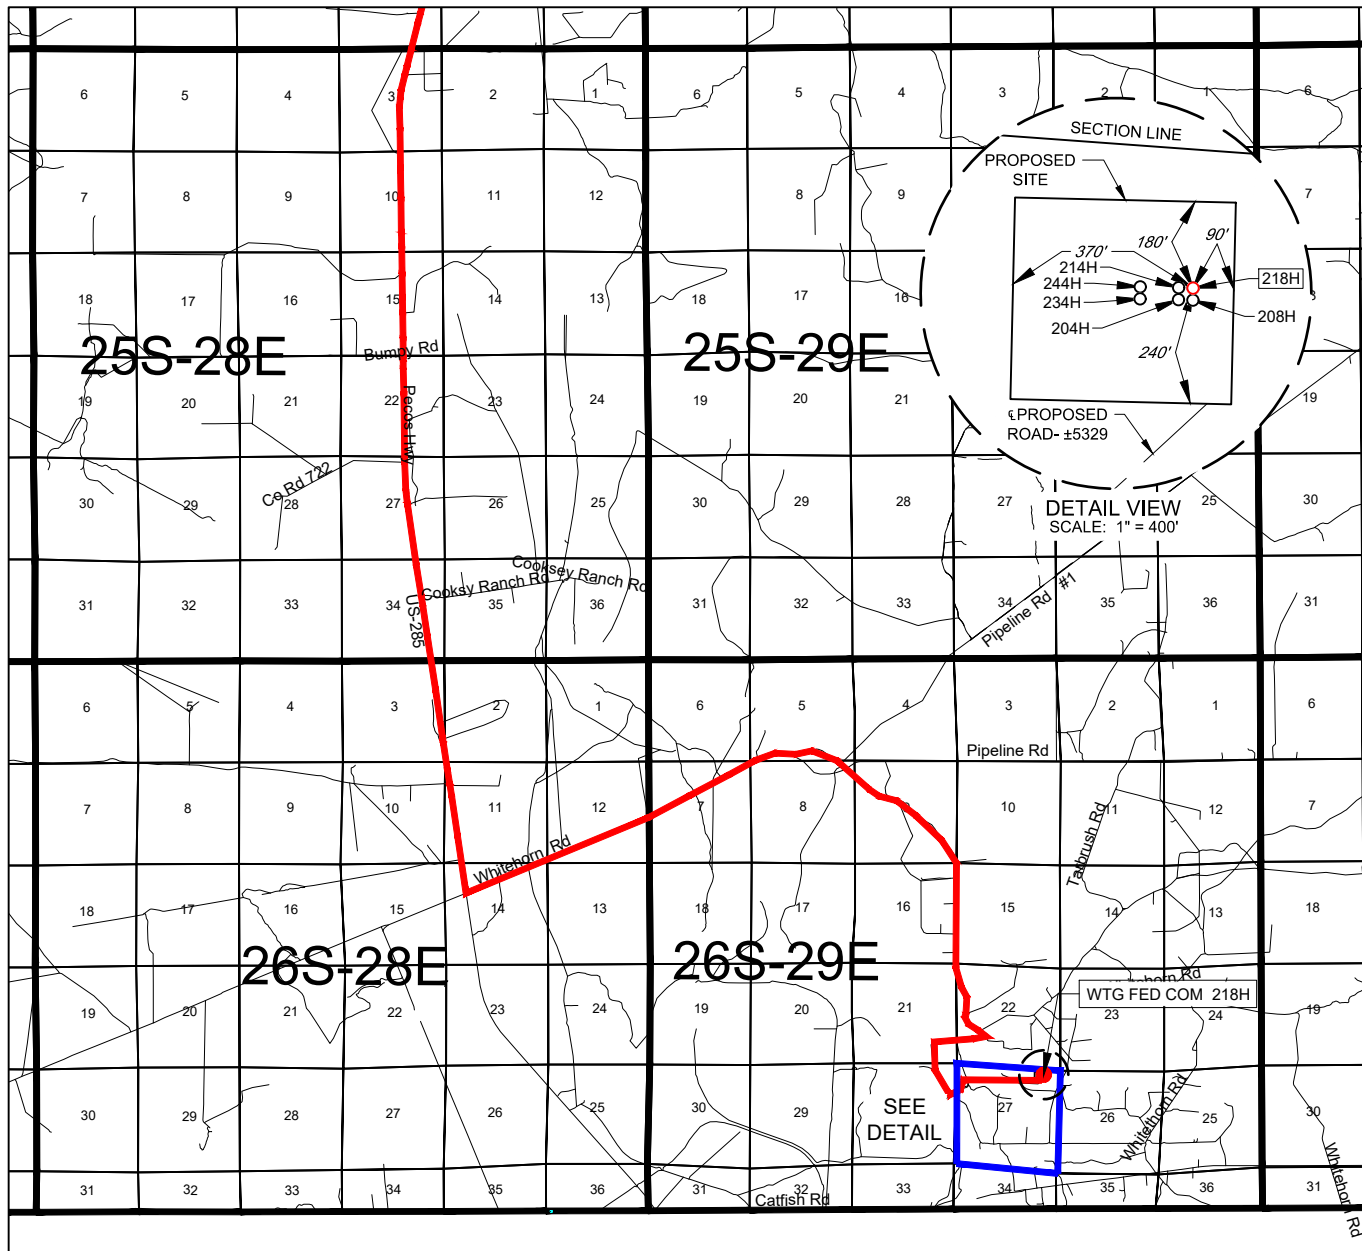 6 5 4 3 2 1 6 5 4 3 2 1 6
SECTION LINE
PROPOSED
SITE
7 8 9 10 11 12 8 9 7
370' 180' 90'
214H
244H
234H
204H
218H
208H
240'
18 17 16 15 14 13 18 17 16
25S-28E
25S-29E
Bumpy Rd
Pecos Hwy
19 20 21 22 23 24 19 20 21 19
℄PROPOSED
ROAD- ±5329
Co Rd 722
30 29 28 27 26 25 30 29 28 27 25 30
DETAIL VIEW
SCALE: 1" = 400'
Cooksy Ranch Rd
Cooksey Ranch Rd
US-285
31 32 33 34 35 36 31 32 33 34 35 36 31
Pipeline Rd #1
6 5 4 3 2 1 6 5 4 3 2 1 6
Pipeline Rd
7 8 9 10 11 12 7 8 10 11 12 7
Tarbrush Rd
Whitehorn Rd
18 17 16 15 14 13 18 17 16 15 14 13 18
26S-28E
26S-29E
Rd
WTG FED COM 218H
19 20 21 22 23 24 19 20 21 22 23 24 19
SEE
DETAIL
30 29 28 27 26 25 30 29 27 26 25 30
Whitethorn Rd
Whitehorn Rd
31 32 33 34 35 36 31 32 33 34 35 36 31
Catfish Rd